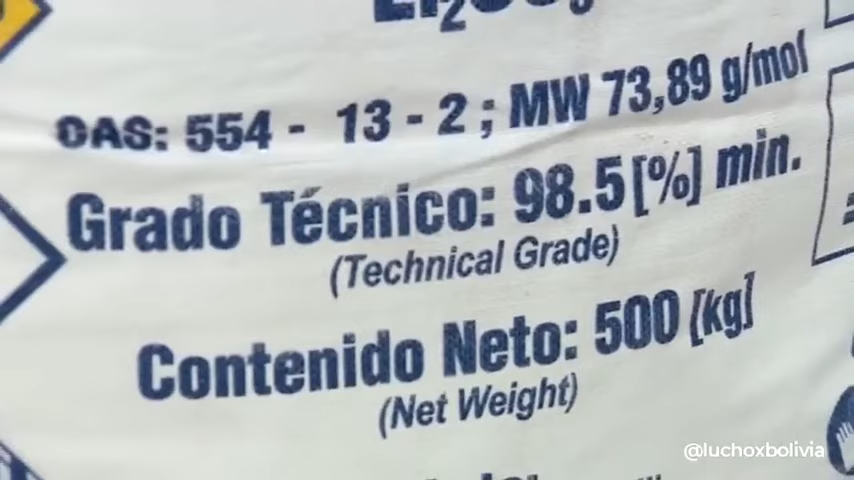 Li₂CO₃
CAS: 554 - 13 - 2 ; MW 73,89 g/mol
Grado Técnico: 98.5 [%] min.
(Technical Grade)
Contenido Neto: 500 [kg]
(Net Weight)
@luchoxbolivia